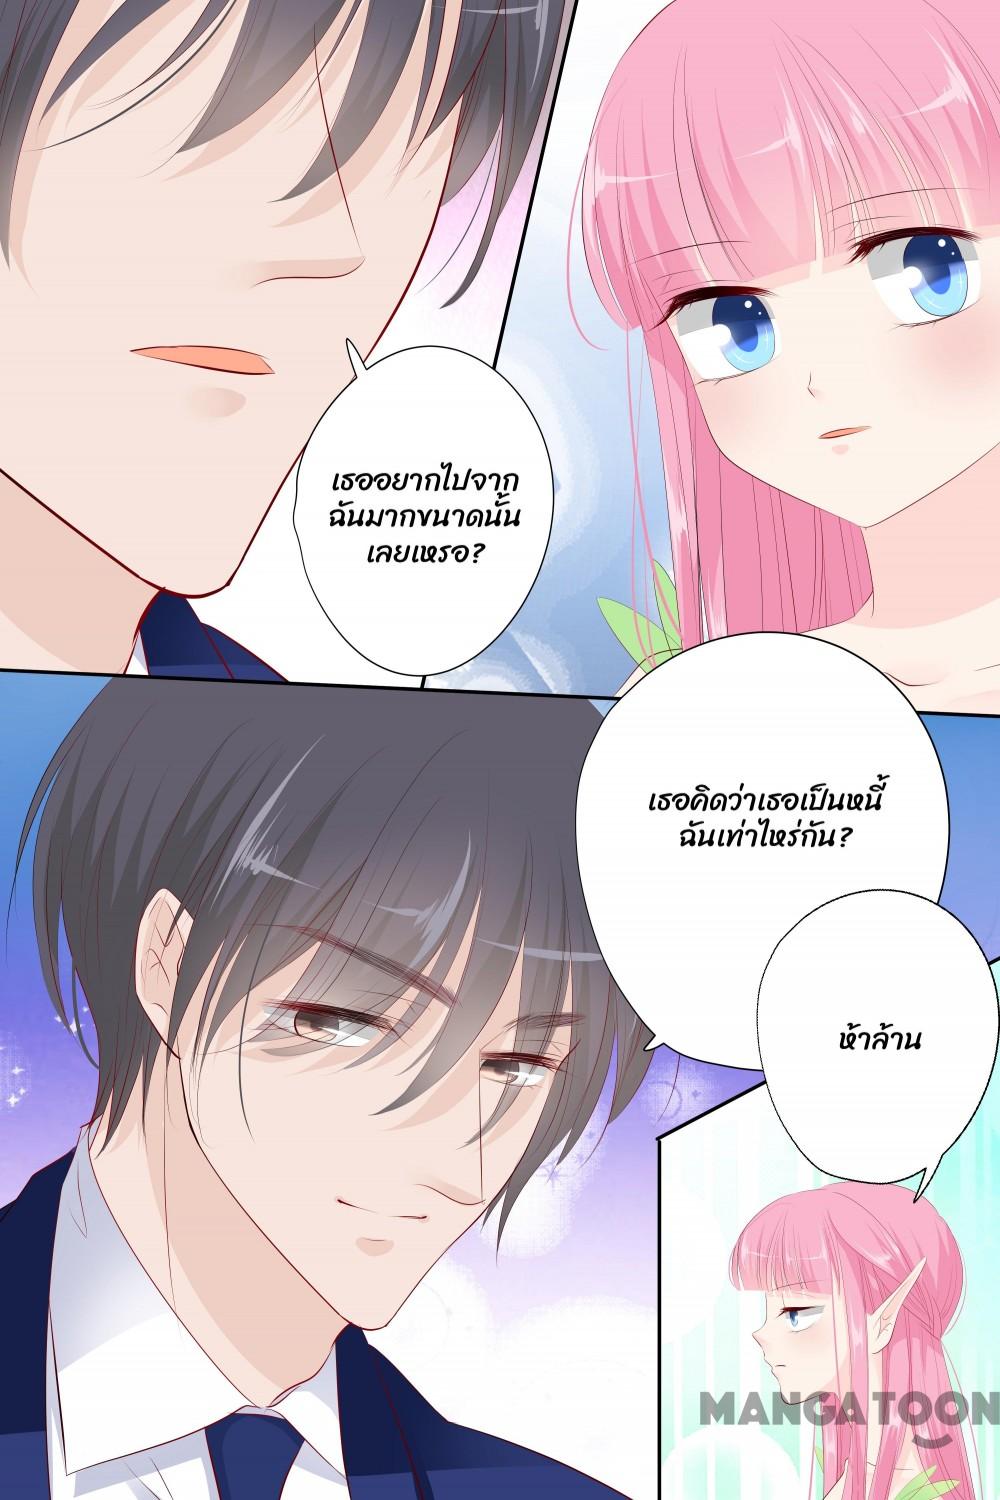 เธออยากไปจาก
ฉันมากขนาดนั้น
เลยเหรอ?
เธอคิดว่าเธอเป็นหนี้
ฉันเท่าไหร่กัน?
ห้าล้าน
MANGATOON